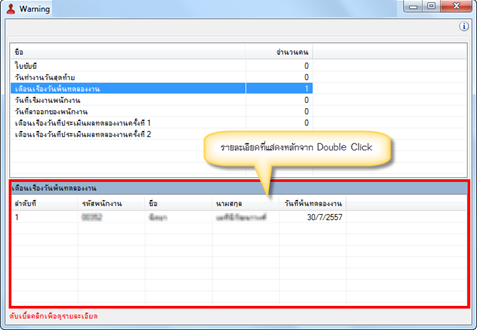 Warning
ชื่อ จำนวนคน
ใบขับขี่ 0
วันทำงานวันสุดท้าย 0
เตือนเรื่องวันพ้นทดลองงาน 1
วันที่เริ่มงานพนักงาน 0
วันที่ลาออกของพนักงาน 0
เตือนเรื่องวันที่ประเมินผลทดลองงานครั้งที่ 1 0
เตือนเรื่องวันที่ประเมินผลทดลองงานครั้งที่ 2
รายละเอียดที่แสดงหลังจาก Double Click
เตือนเรื่องวันพ้นทดลองงาน
ลำดับที่ รหัสพนักงาน ชื่อ นามสกุล วันที่พ้นทดลองงาน
1 30/7/2557
ดับเบิ้ลคลิกเพื่อดูรายละเอียด